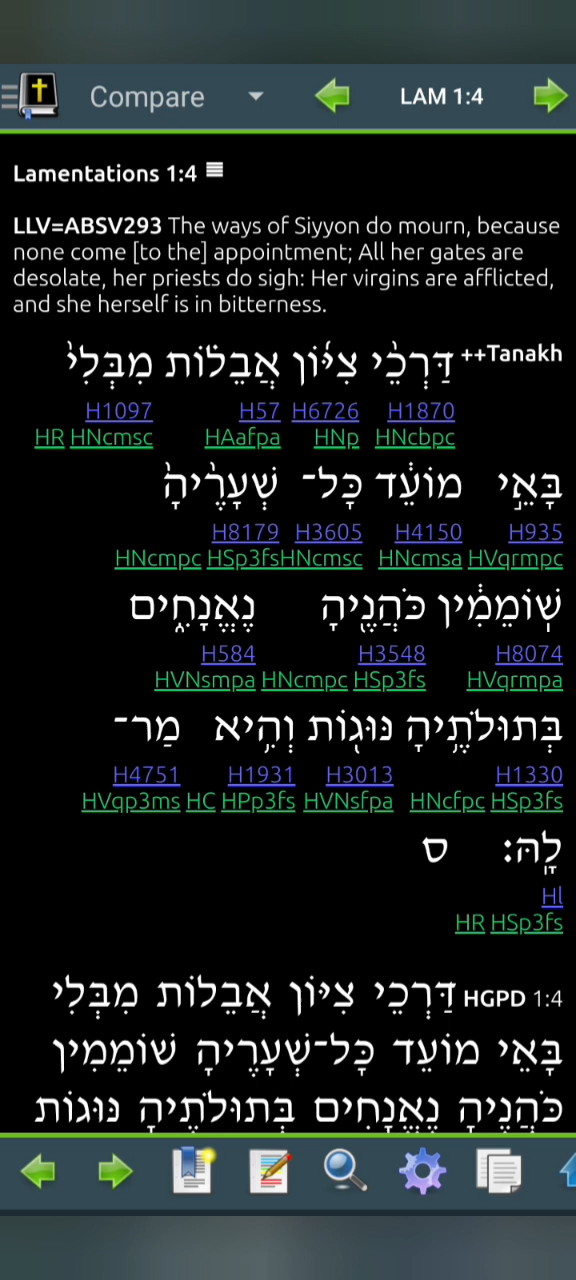 Compare LAM 1:4
Lamentations 1:4
LLV=ABSV293 The ways of Siyyon do mourn, because
none come [to the] appointment; All her gates are
desolate, her priests do sigh: Her virgins are afflicted,
and she herself is in bitterness.
++Tanakh דַּרְכֵ֨י צִיּ֜וֹן אֲבֵל֗וֹת מִבְּלִי֙
H1870 H6726 H57 H1097
HNcbpc HNp HAafpa HR HNcmsc
בָּאֵ֣י מוֹעֵ֔ד כָּל־ שְׁעָרֶ֙יהָ֙
H935 H4150 H3605 H8179
HVqrmpc HNcmsa HNcmsc HNcmpc HSp3fs
שֽׁוֹמֵמִ֔ין כֹּהֲנֶ֖יהָ נֶאֱנָחִ֑ים
H8074 H3548 H584
HVqrmpa HNcmpc HSp3fs HVNsmpa
בְּתוּלֹתֶ֥יהָ נּוּג֖וֹת וְהִ֥יא מַר־
H1330 H3013 H1931 H4751
HNcfpc HSp3fs HVNsfpa HC HPp3fs HVqp3ms
לָֽהּ׃ ס
Hl
HR HSp3fs
HGPD 1:4 דַּרְכֵי צִיּוֹן אֲבֵלוֹת מִבְּלִי
בָּאֵי מוֹעֵד כָּל־שְׁעָרֶיהָ שׁוֹמֵמִין
כֹּהֲנֶיהָ נֶאֱנָחִים בְּתוּלֹתֶיהָ נּוּגוֹת